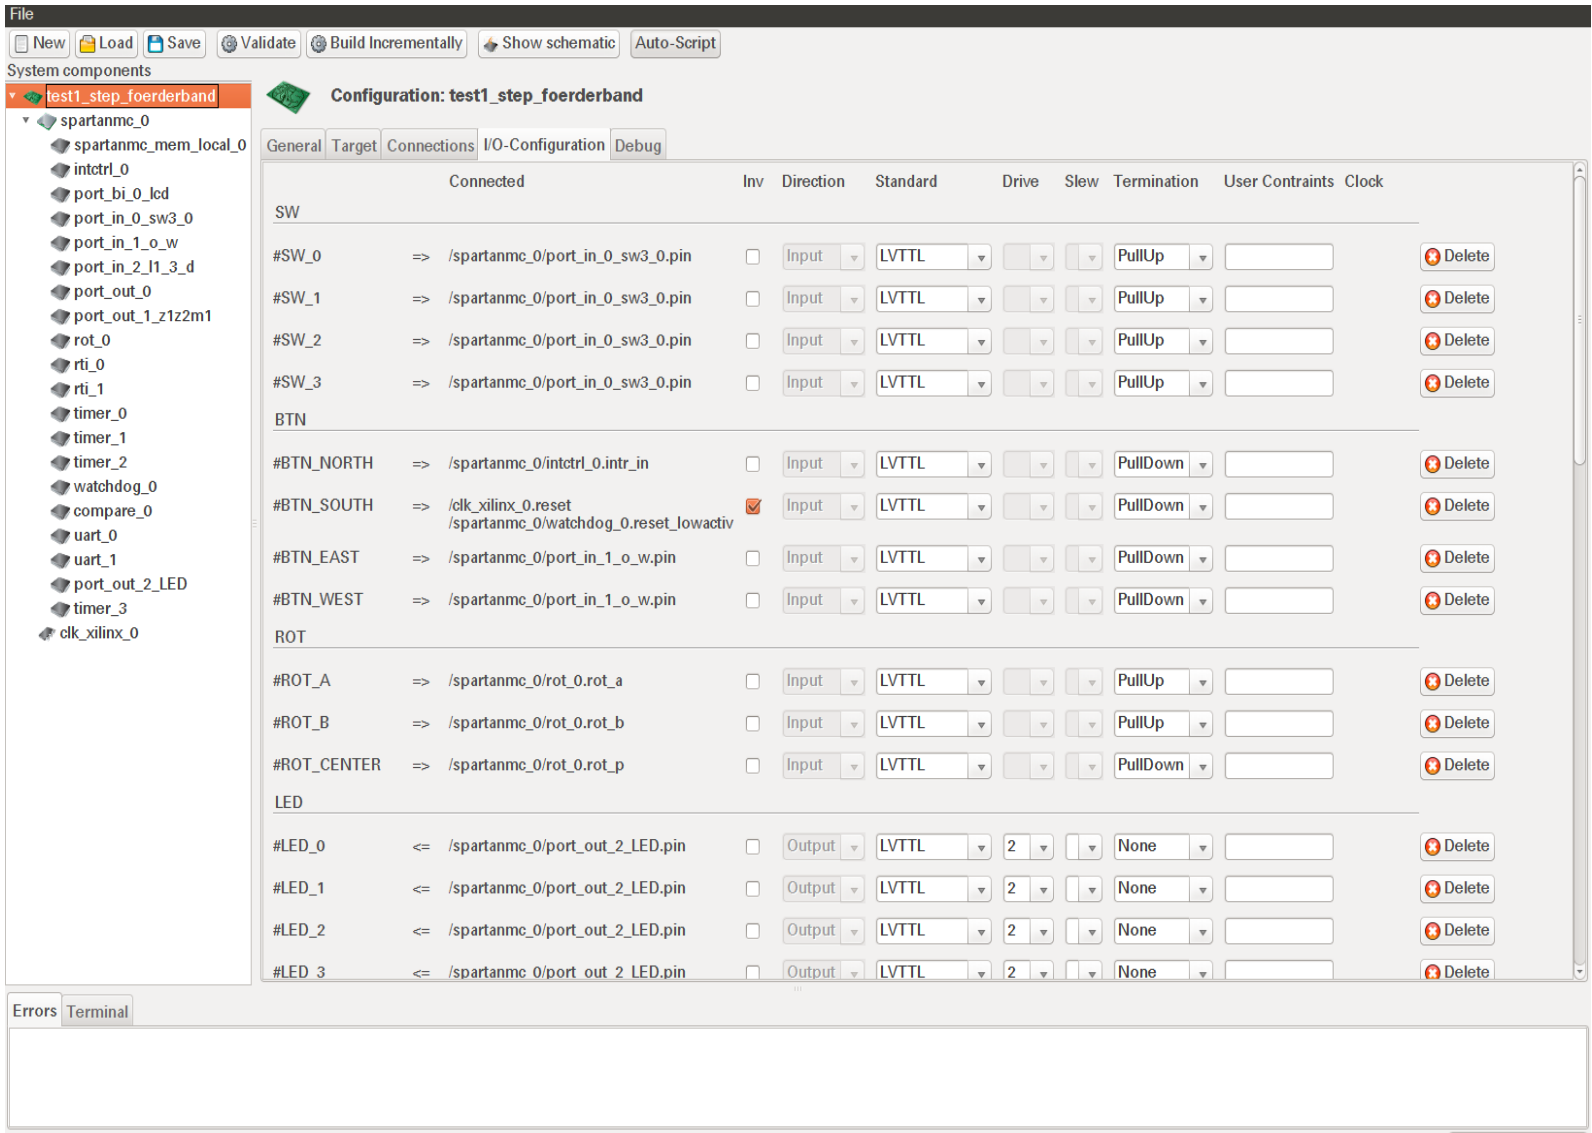 File
New Load Save Validate Build Incrementally Show schematic Auto-Script
System components
test1_step_foerderband
spartanmc_0
spartanmc_mem_local_0
intctrl_0
port_bi_0_lcd
port_in_0_sw3_0
port_in_1_o_w
port_in_2_l1_3_d
port_out_0
port_out_1_z1z2m1
rot_0
rti_0
rti_1
timer_0
timer_1
timer_2
watchdog_0
compare_0
uart_0
uart_1
port_out_2_LED
timer_3
clk_xilinx_0
Configuration: test1_step_foerderband
General Target Connections I/O-Configuration Debug
Connected Inv Direction Standard Drive Slew Termination User Contraints Clock
SW
#SW_0 => /spartanmc_0/port_in_0_sw3_0.pin Input LVTTL PullUp Delete
#SW_1 => /spartanmc_0/port_in_0_sw3_0.pin Input LVTTL PullUp Delete
#SW_2 => /spartanmc_0/port_in_0_sw3_0.pin Input LVTTL PullUp Delete
#SW_3 => /spartanmc_0/port_in_0_sw3_0.pin Input LVTTL PullUp Delete
BTN
#BTN_NORTH => /spartanmc_0/intctrl_0.intr_in Input LVTTL PullDown Delete
#BTN_SOUTH => /clk_xilinx_0.reset Input LVTTL PullDown Delete
/spartanmc_0/watchdog_0.reset_lowactiv
#BTN_EAST => /spartanmc_0/port_in_1_o_w.pin Input LVTTL PullDown Delete
#BTN_WEST => /spartanmc_0/port_in_1_o_w.pin Input LVTTL PullDown Delete
ROT
#ROT_A => /spartanmc_0/rot_0.rot_a Input LVTTL PullUp Delete
#ROT_B => /spartanmc_0/rot_0.rot_b Input LVTTL PullUp Delete
#ROT_CENTER => /spartanmc_0/rot_0.rot_p Input LVTTL PullDown Delete
LED
#LED_0 <= /spartanmc_0/port_out_2_LED.pin Output LVTTL 2 None Delete
#LED_1 <= /spartanmc_0/port_out_2_LED.pin Output LVTTL 2 None Delete
#LED_2 <= /spartanmc_0/port_out_2_LED.pin Output LVTTL 2 None Delete
#LED_3 <= /spartanmc_0/port_out_2_LED.pin Output LVTTL 2 None Delete
Errors Terminal